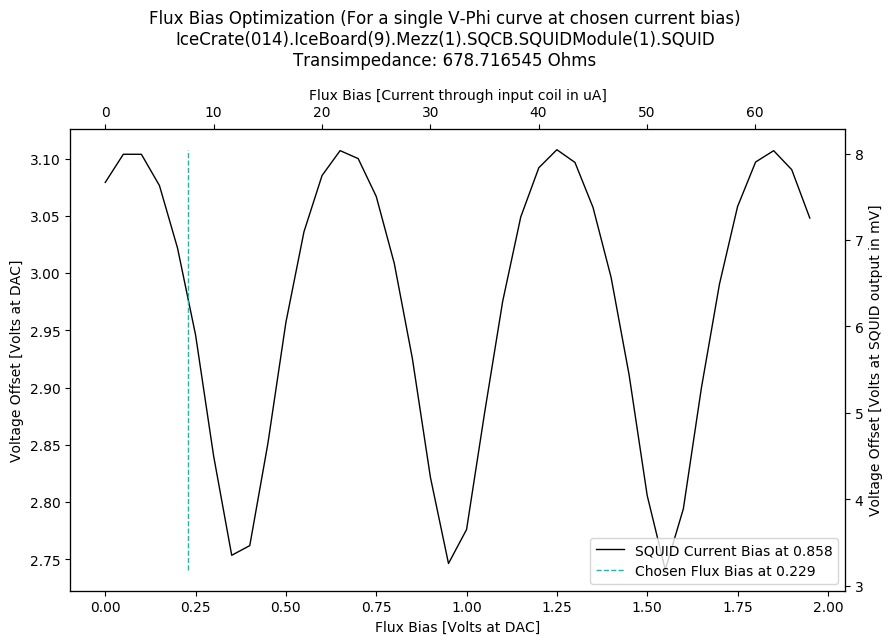 Flux Bias Optimization (For a single V-Phi curve at chosen current bias)
IceCrate(014).IceBoard(9).Mezz(1).SQCB.SQUIDModule(1).SQUID
Transimpedance: 678.716545 Ohms
Flux Bias [Current through input coil in uA]
0 10 20 30 40 50 60
3.10
3.05
3.00
2.95
2.90
2.85
2.80
2.75
Voltage Offset [Volts at DAC]
8
7
6
5
4
3
Voltage Offset [Volts at SQUID output in mV]
SQUID Current Bias at 0.858
Chosen Flux Bias at 0.229
0.00 0.25 0.50 0.75 1.00 1.25 1.50 1.75 2.00
Flux Bias [Volts at DAC]